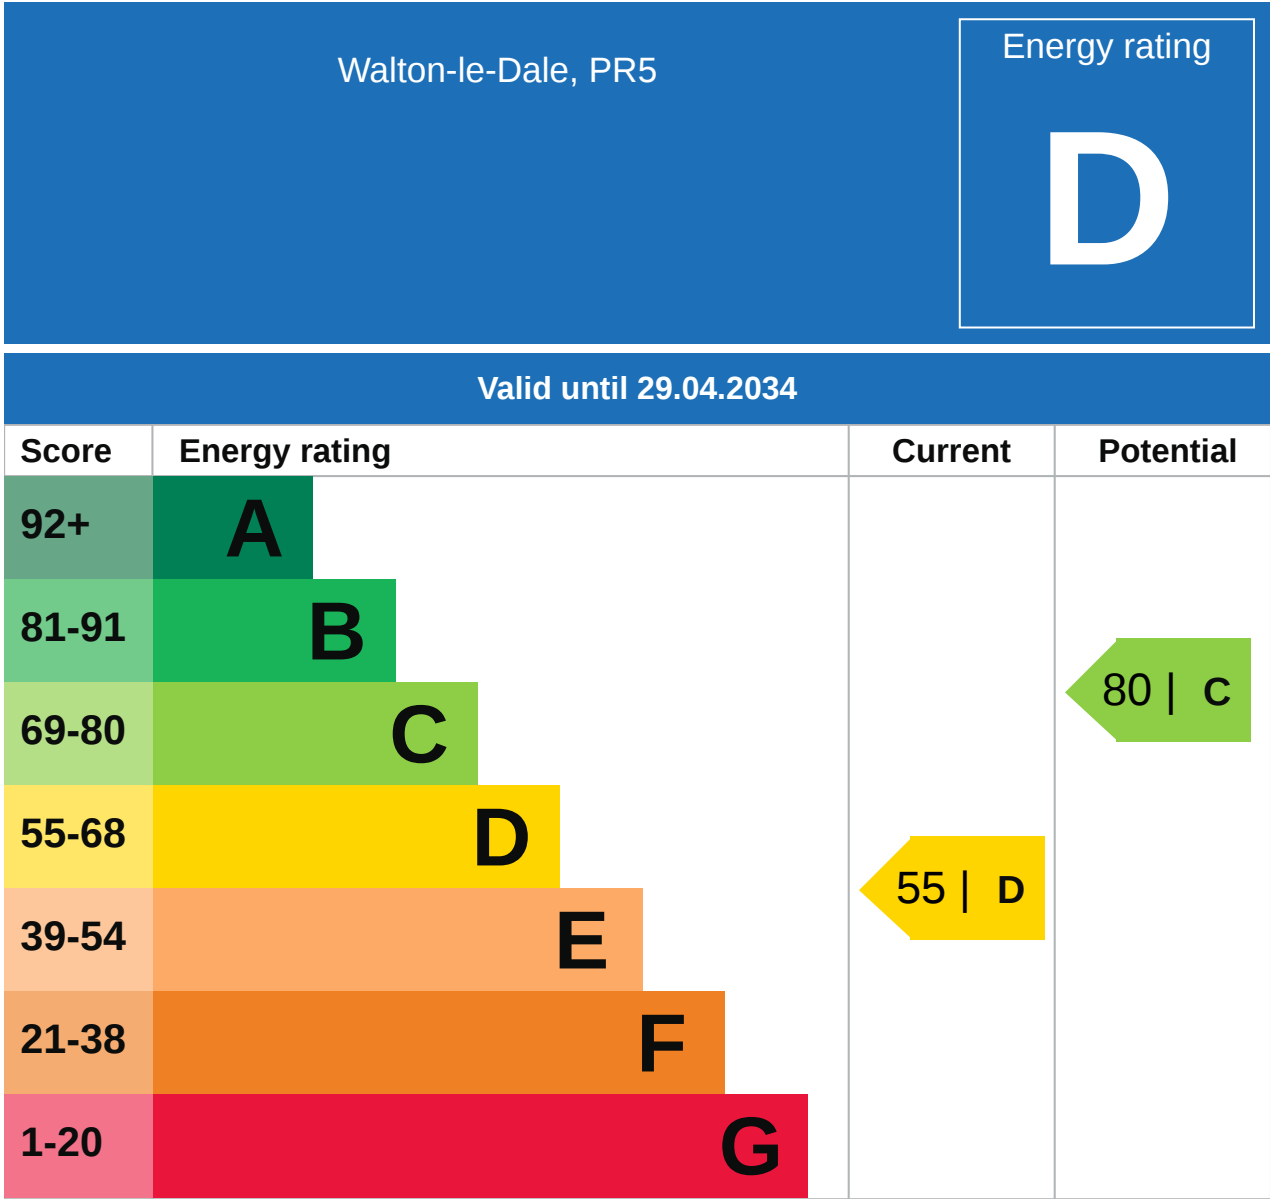 Walton-le-Dale, PR5
Energy rating
D
Valid until 29.04.2034
Score Energy rating Current Potential
92+ A
81-91 B
69-80 C
80 | C
55-68 D
55 | D
39-54 E
21-38 F
1-20 G